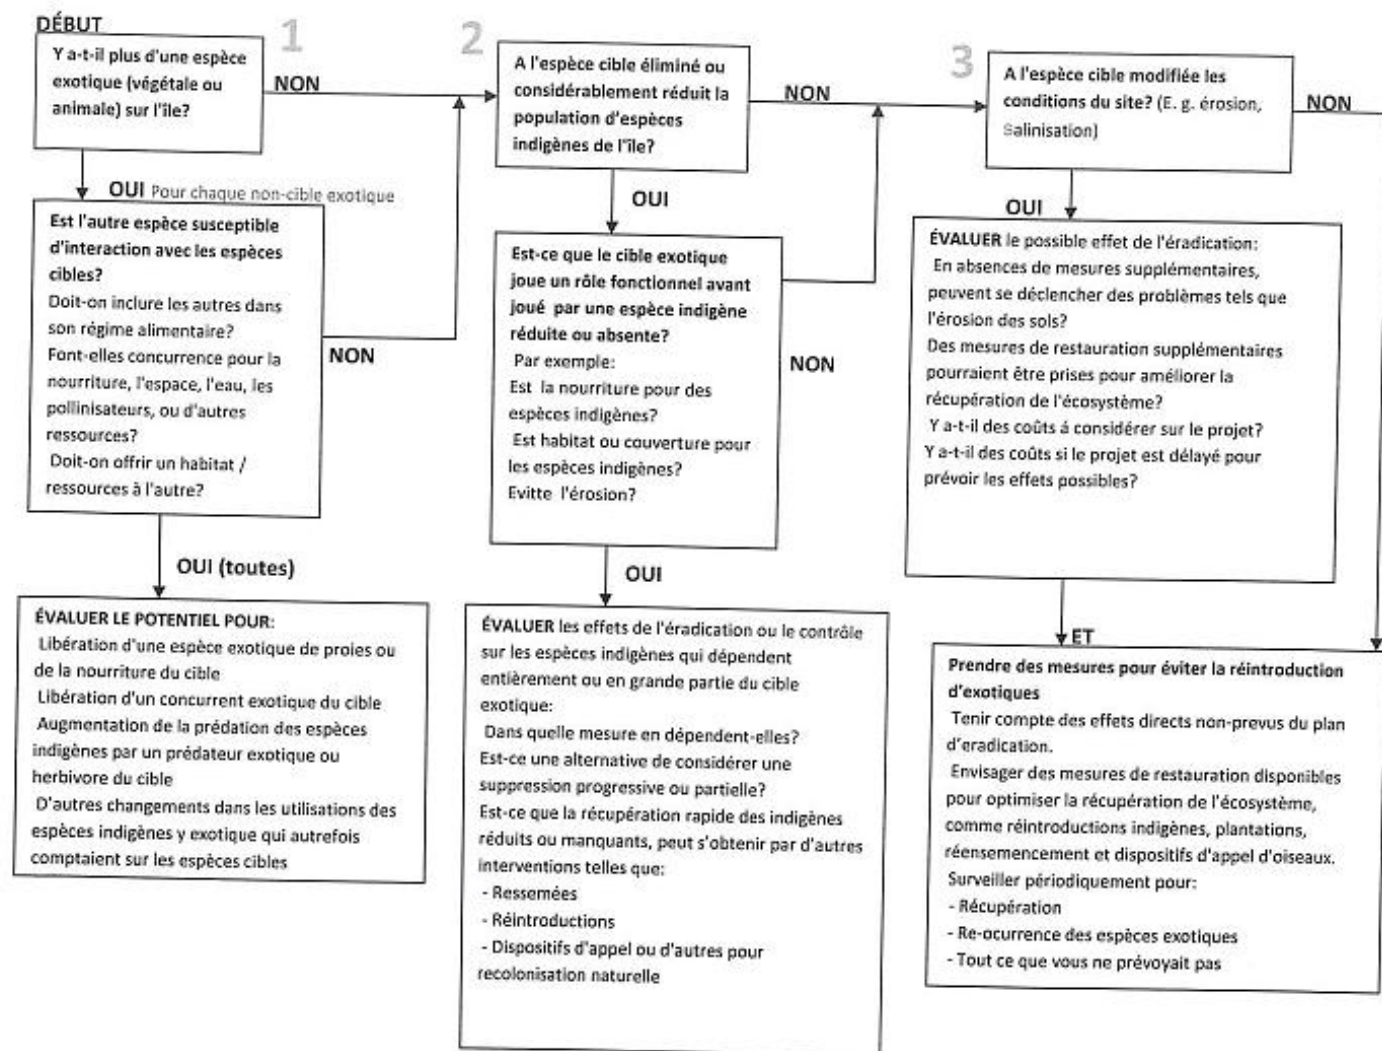 DÉBUT
1
Y a-t-il plus d'une espèce
exotique (végétale ou
animale) sur l'île?
NON
OUI Pour chaque non-cible exotique
Est l'autre espèce susceptible
d'interaction avec les espèces
cibles?
Doit-on inclure les autres dans
son régime alimentaire?
Font-elles concurrence pour la
nourriture, l'espace, l'eau, les
pollinisateurs, ou d'autres
ressources?
Doit-on offrir un habitat /
ressources à l'autre?
NON
OUI (toutes)
ÉVALUER LE POTENTIEL POUR:
Libération d'une espèce exotique de proies ou
de la nourriture du cible
Libération d'un concurrent exotique du cible
Augmentation de la prédation des espèces
indigènes par un prédateur exotique ou
herbivore du cible
D'autres changements dans les utilisations des
espèces indigènes y exotique qui autrefois
comptaient sur les espèces cibles
2
A l'espèce cible éliminé ou
considérablement réduit la
population d'espèces
indigènes de l'île?
NON
OUI
Est-ce que le cible exotique
joue un rôle fonctionnel avant
joué par une espèce indigène
réduite ou absente?
Par exemple:
Est la nourriture pour des
espèces indigènes?
Est habitat ou couverture pour
les espèces indigènes?
Evitte l'érosion?
NON
OUI
ÉVALUER les effets de l'éradication ou le contrôle
sur les espèces indigènes qui dépendent
entièrement ou en grande partie du cible
exotique:
Dans quelle mesure en dépendent-elles?
Est-ce une alternative de considérer une
suppression progressive ou partielle?
Est-ce que la récupération rapide des indigènes
réduits ou manquants, peut s'obtenir par d'autres
interventions telles que:
- Ressemées
- Réintroductions
- Dispositifs d'appel ou d'autres pour
recolonisation naturelle
3
A l'espèce cible modifiée les
conditions du site? (E. g. érosion,
Salinisation)
NON
OUI
ÉVALUER le possible effet de l'éradication:
En absences de mesures supplémentaires,
peuvent se déclencher des problèmes tels que
l'érosion des sols?
Des mesures de restauration supplémentaires
pourraient être prises pour améliorer la
récupération de l'écosystème?
Y a-t-il des coûts á considérer sur le projet?
Y a-t-il des coûts si le projet est délayé pour
prévoir les effets possibles?
ET
Prendre des mesures pour éviter la réintroduction
d'exotiques
Tenir compte des effets directs non-prevus du plan
d'eradication.
Envisager des mesures de restauration disponibles
pour optimiser la récupération de l'écosystème,
comme réintroductions indigènes, plantations,
réensemencement et dispositifs d'appel d'oiseaux.
Surveiller périodiquement pour:
- Récupération
- Re-ocurrence des espèces exotiques
- Tout ce que vous ne prévoyait pas